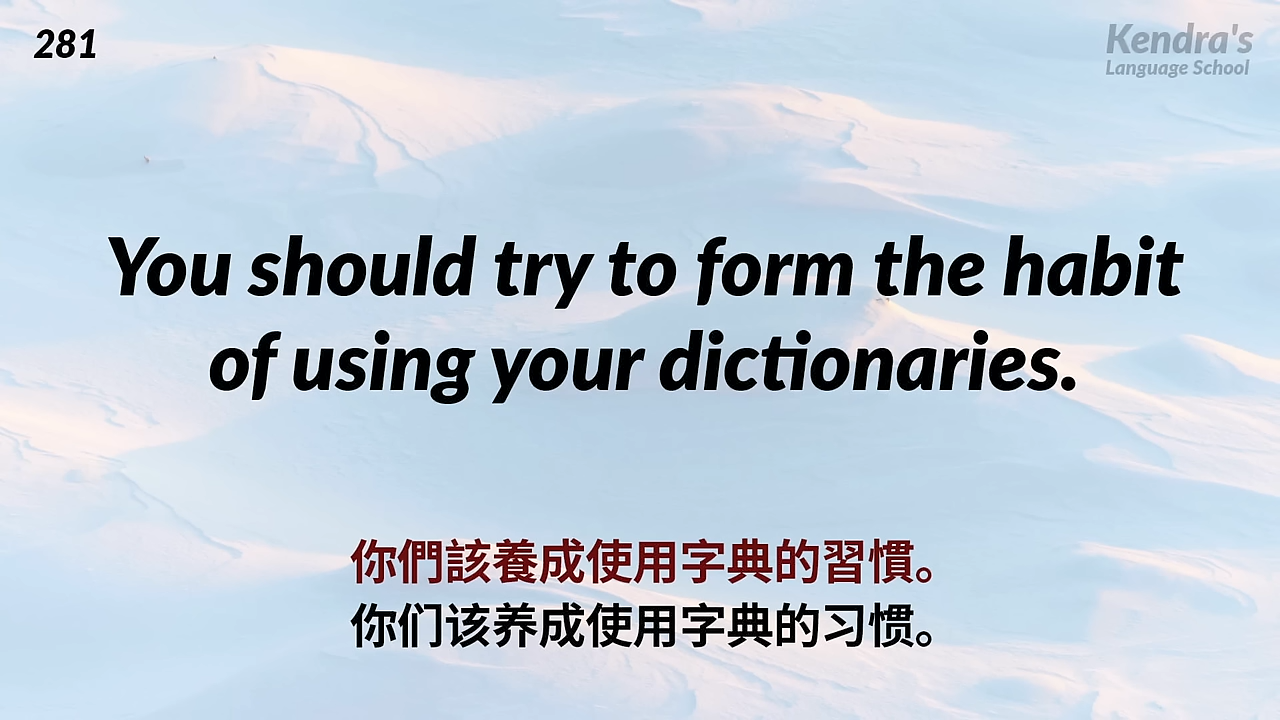 281
Kendra's
Language School
You should try to form the habit
of using your dictionaries.
你們該養成使用字典的習慣。
你们该养成使用字典的习惯。